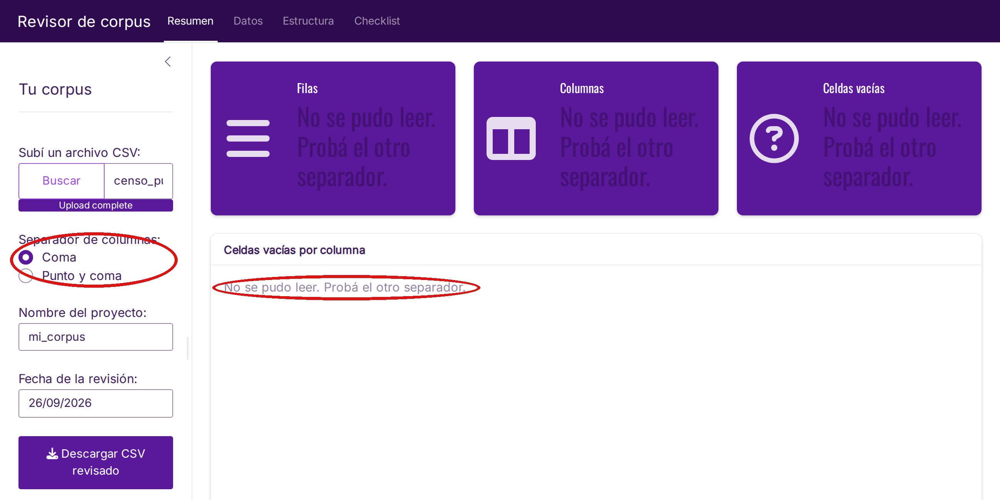 Revisor de corpus Resumen Datos Estructura Checklist
Tu corpus
Subí un archivo CSV:
Buscar censo_pu
Upload complete
Separador de columnas:
Coma
Punto y coma
Nombre del proyecto:
mi_corpus
Fecha de la revisión:
26/09/2026
Descargar CSV
revisado
Filas
No se pudo leer.
Probá el otro
separador.
Columnas
No se pudo leer.
Probá el otro
separador.
Celdas vacías
No se pudo leer.
Probá el otro
separador.
Celdas vacías por columna
No se pudo leer. Probá el otro separador.